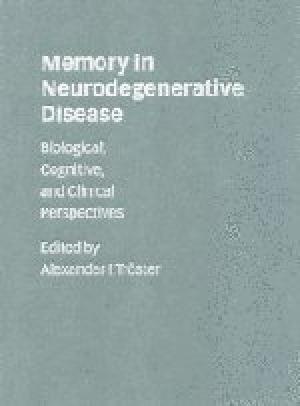 Memory in
Neurodegenerative
Disease
Biological,
Cognitive,
and Clinical
Perspectives
Edited by
Alexander I Tröster